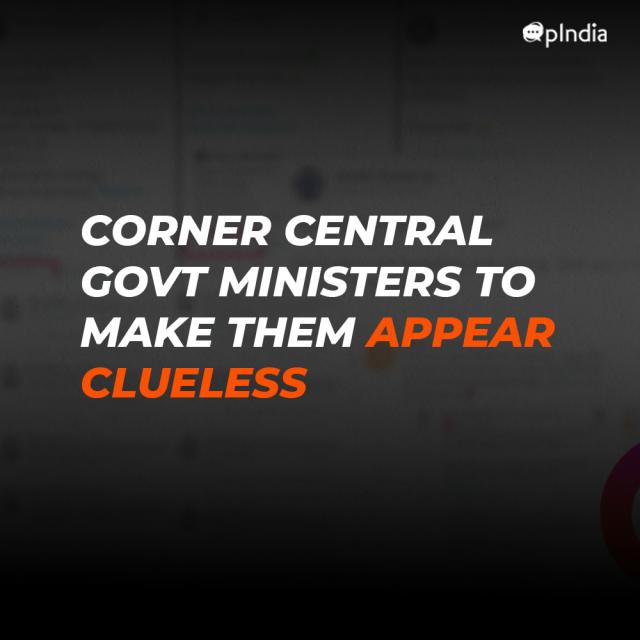 OpIndia
CORNER CENTRAL
GOVT MINISTERS TO
MAKE THEM APPEAR
CLUELESS